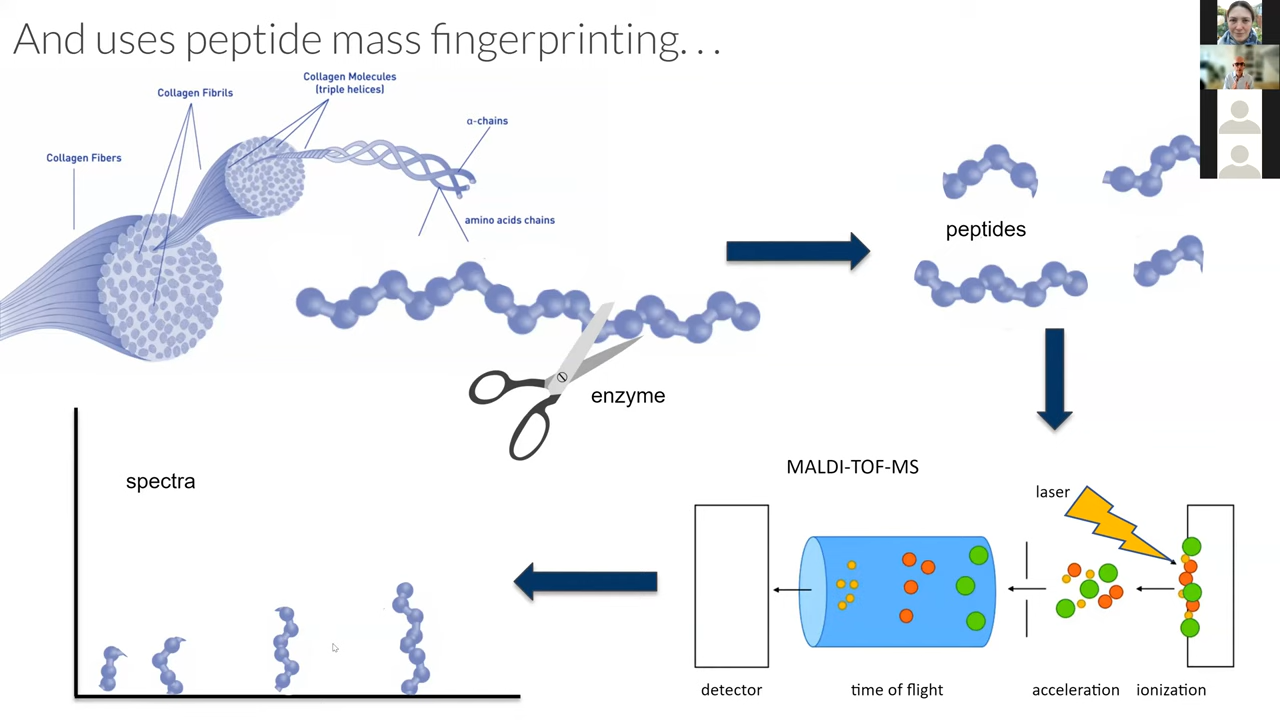 And uses peptide mass fingerprinting. . .
Collagen Molecules
(triple helices)
Collagen Fibrils
α-chains
Collagen Fibers
amino acids chains
peptides
enzyme
MALDI-TOF-MS
spectra
laser
detector
time of flight
acceleration
ionization